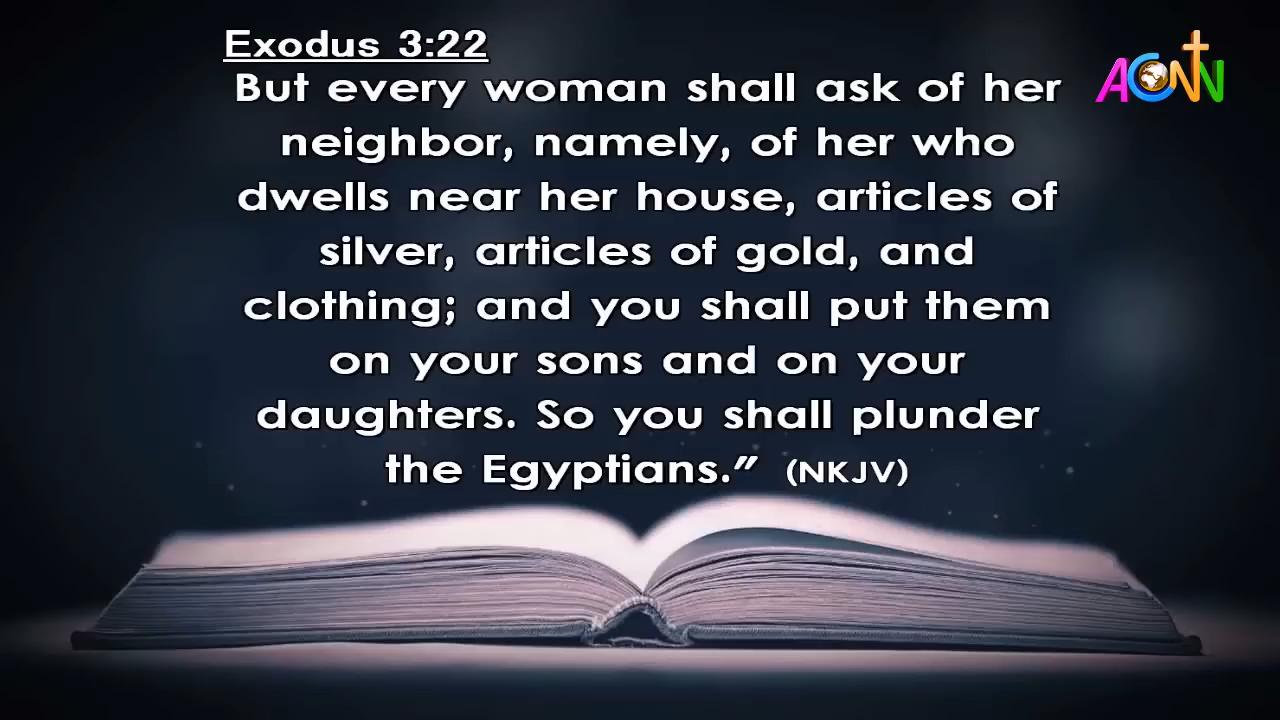 Exodus 3:22
But every woman shall ask of her
neighbor, namely, of her who
dwells near her house, articles of
silver, articles of gold, and
clothing; and you shall put them
on your sons and on your
daughters. So you shall plunder
the Egyptians.” (NKJV)
ACNN